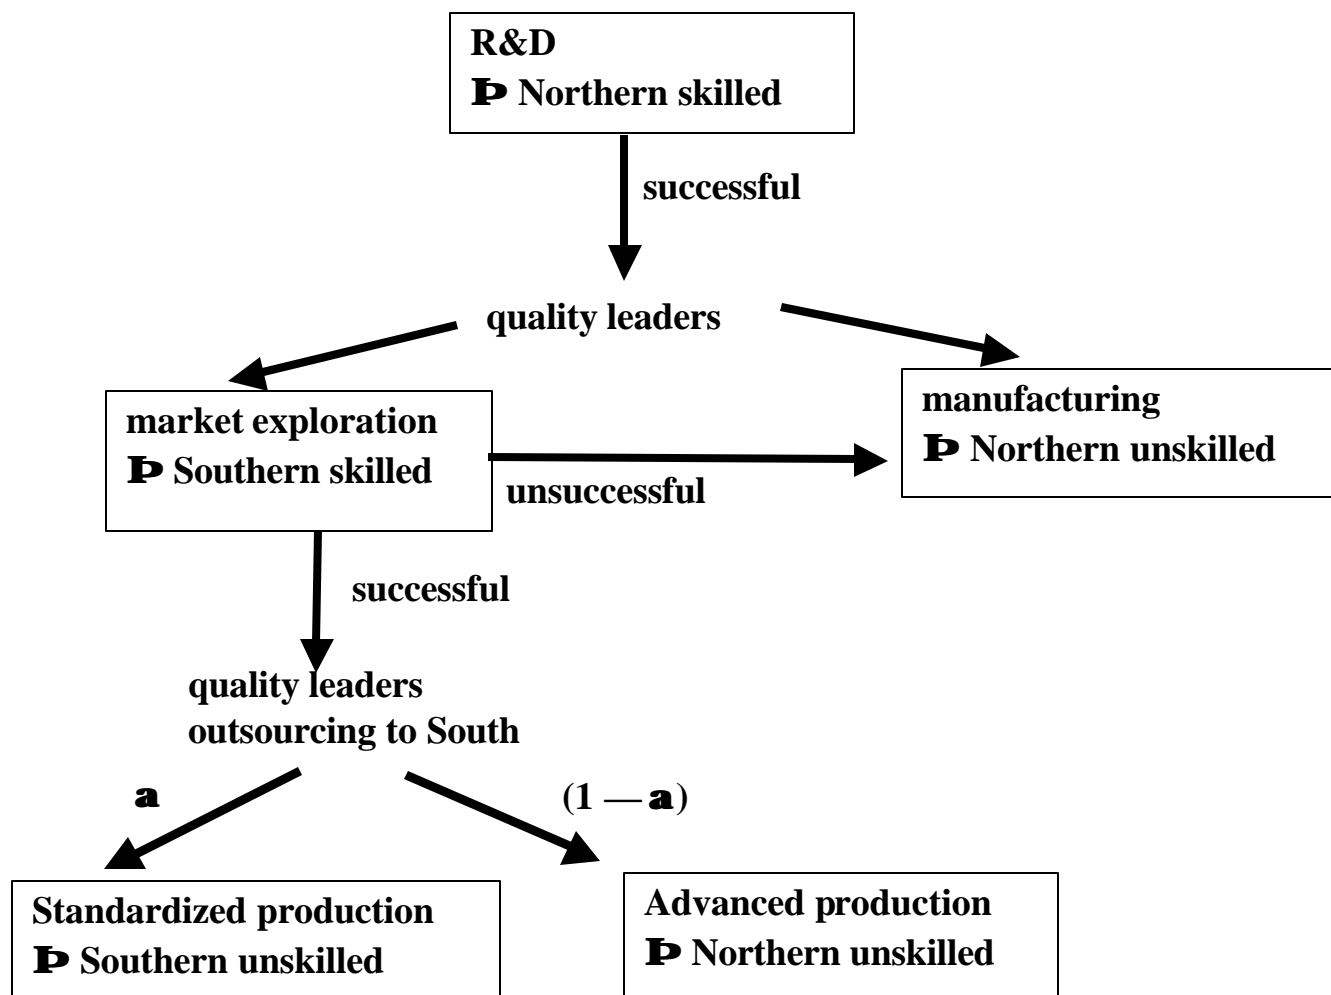 R&D
Þ Northern skilled
successful
quality leaders
market exploration
Þ Southern skilled
manufacturing
Þ Northern unskilled
unsuccessful
successful
quality leaders
outsourcing to South
a
(1 — a)
Standardized production
Þ Southern unskilled
Advanced production
Þ Northern unskilled